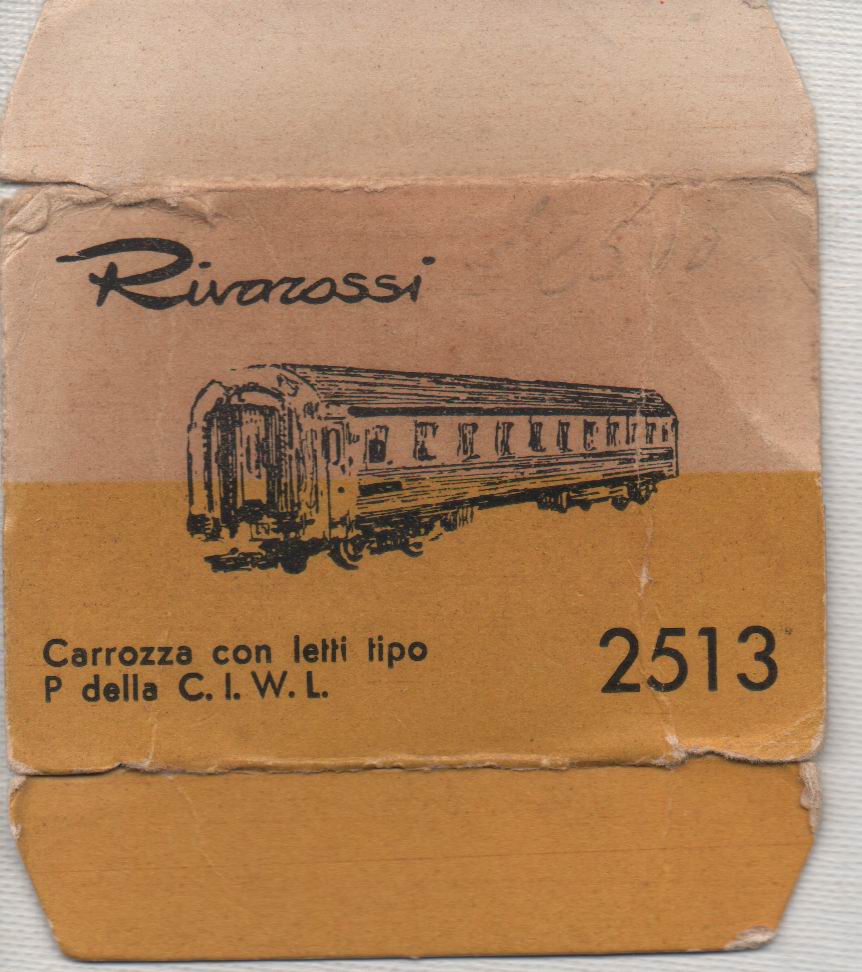 Rivarossi
Carrozza con letti tipo
P della C. I. W. L.
2513